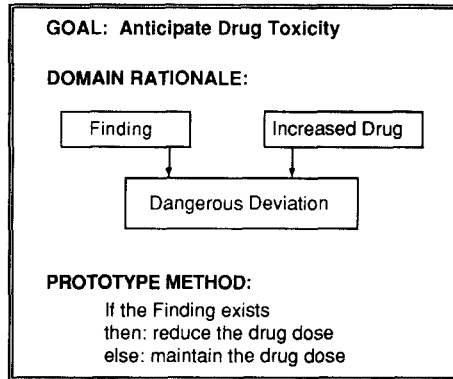 GOAL: Anticipate Drug Toxicity
DOMAIN RATIONALE:
Finding
Increased Drug
Dangerous Deviation
PROTOTYPE METHOD:
If the Finding exists
then: reduce the drug dose
else: maintain the drug dose